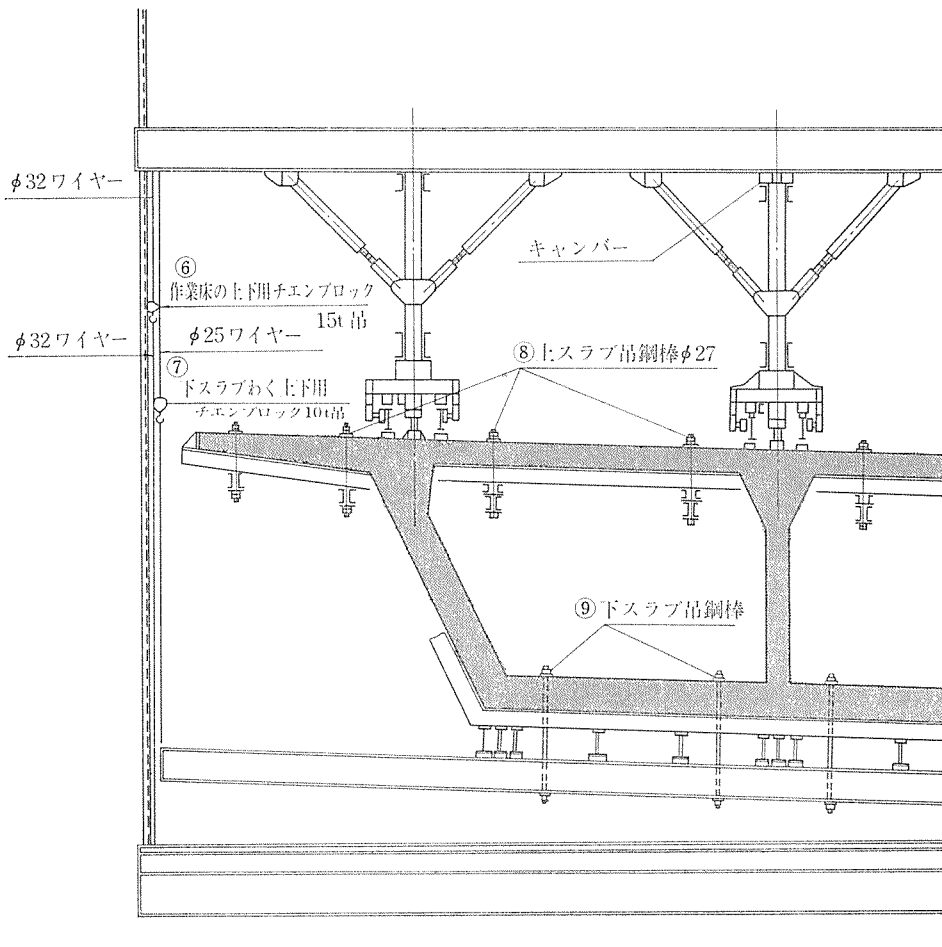 φ32ワイヤー
キャンバー
⑥
作業床の上下用チエンブロック
15t 吊
φ32ワイヤー
φ25ワイヤー
⑦
下スラブわく上下用
チエンブロック10t吊
⑧上スラブ吊鋼棒φ27
⑨下スラブ吊鋼棒